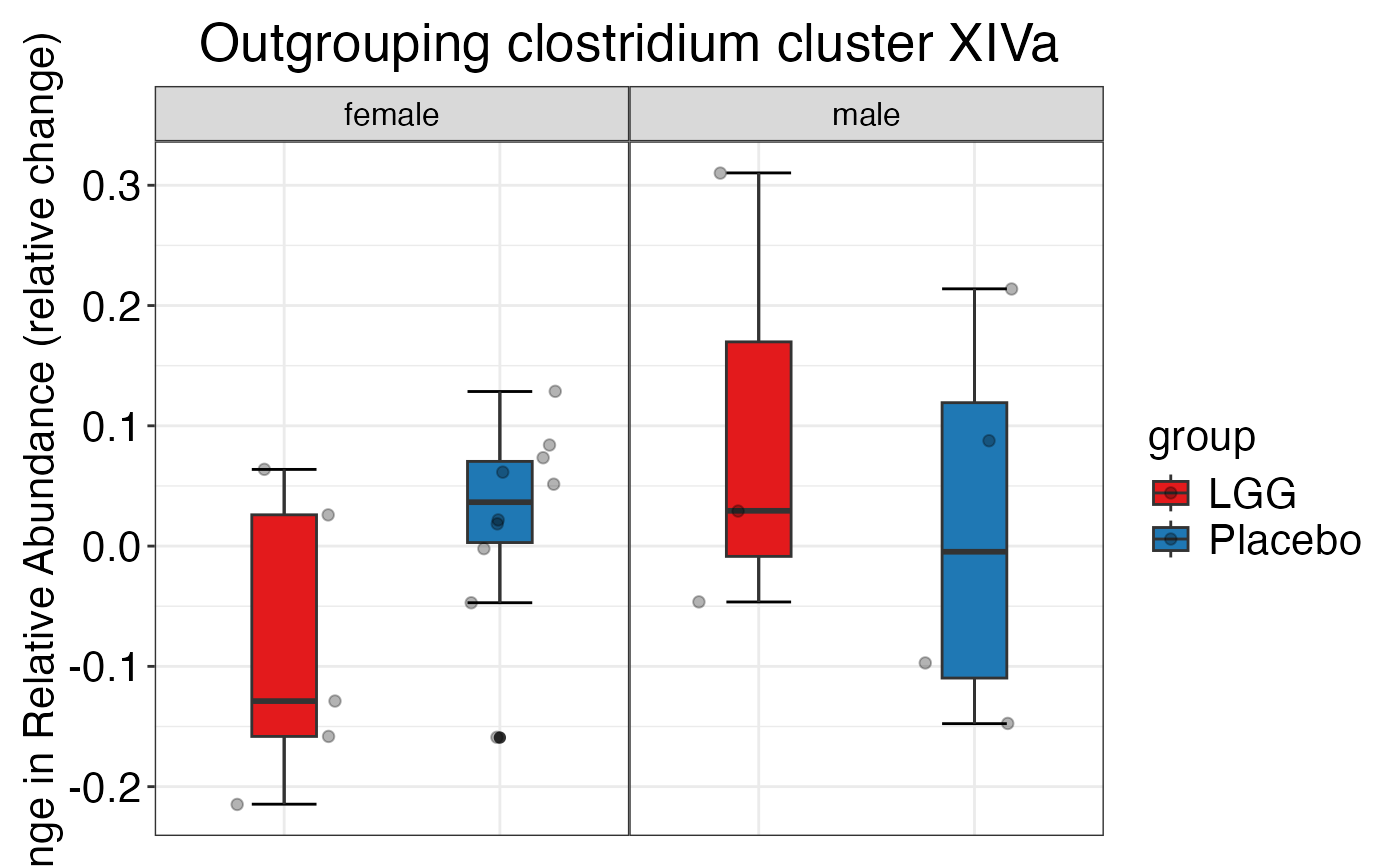 Outgrouping clostridium cluster XIVa
female
male
nge in Relative Abundance (relative change)
0.3
0.2
0.1
0.0
-0.1
-0.2
group
LGG
Placebo